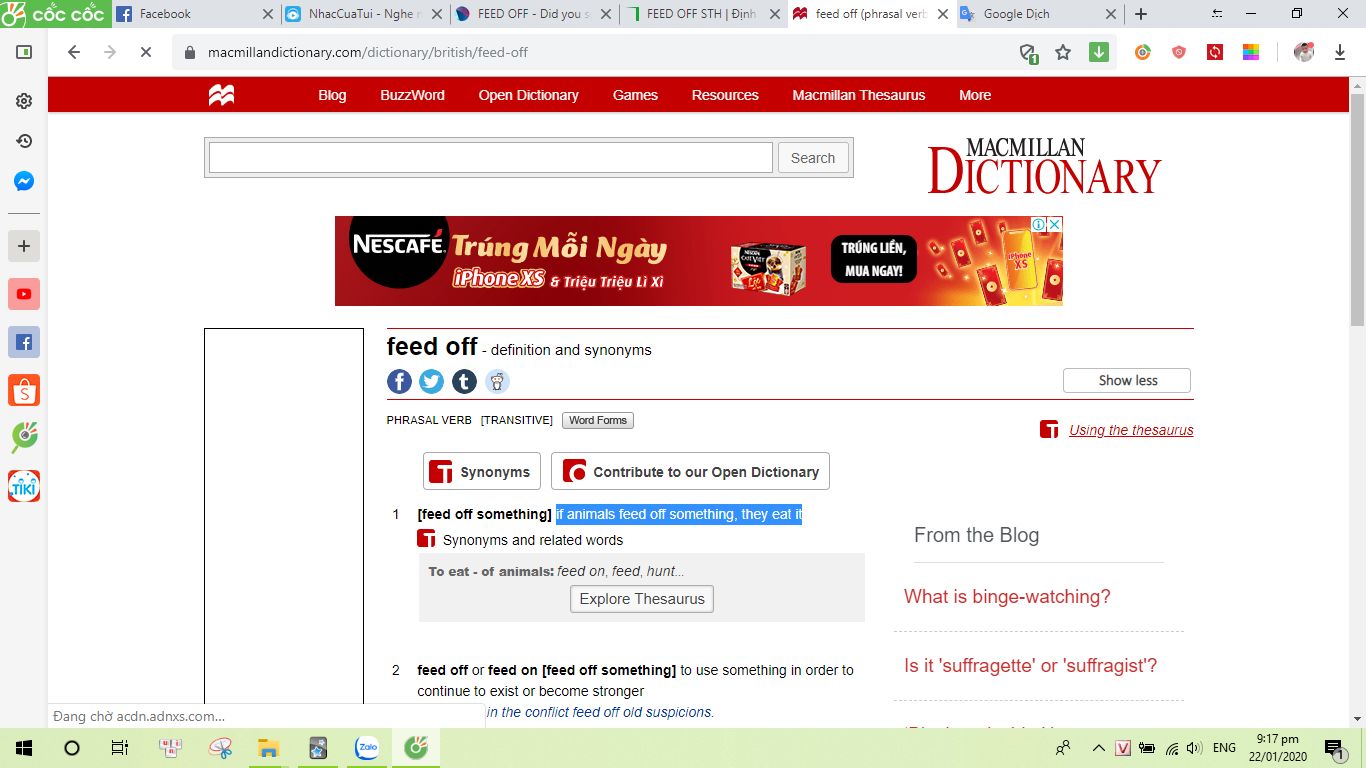 cốc cốc
Facebook
NhacCuaTui - Nghe n
FEED OFF - Did you s
FEED OFF STH | Định
feed off (phrasal verb
Google Dịch
macmillandictionary.com/dictionary/british/feed-off
1
Blog
BuzzWord
Open Dictionary
Games
Resources
Macmillan Thesaurus
More
Search
MACMILLAN
DICTIONARY
NESCAFÉ
Trúng Mỗi Ngày
iPhone XS & Triệu Triệu Lì Xì
TRÚNG LIỀN,
MUA NGAY!
iPhone
XS
feed off - definition and synonyms
Show less
PHRASAL VERB [TRANSITIVE] Word Forms
Using the thesaurus
Synonyms
Contribute to our Open Dictionary
1 [feed off something] if animals feed off something, they eat it
Synonyms and related words
To eat - of animals: feed on, feed, hunt...
Explore Thesaurus
2 feed off or feed on [feed off something] to use something in order to
continue to exist or become stronger
in the conflict feed off old suspicions.
From the Blog
What is binge-watching?
Is it 'suffragette' or 'suffragist'?
TIKI
Đang chờ acdn.adnxs.com...
Zalo
V
ENG
9:17 pm
22/01/2020
1